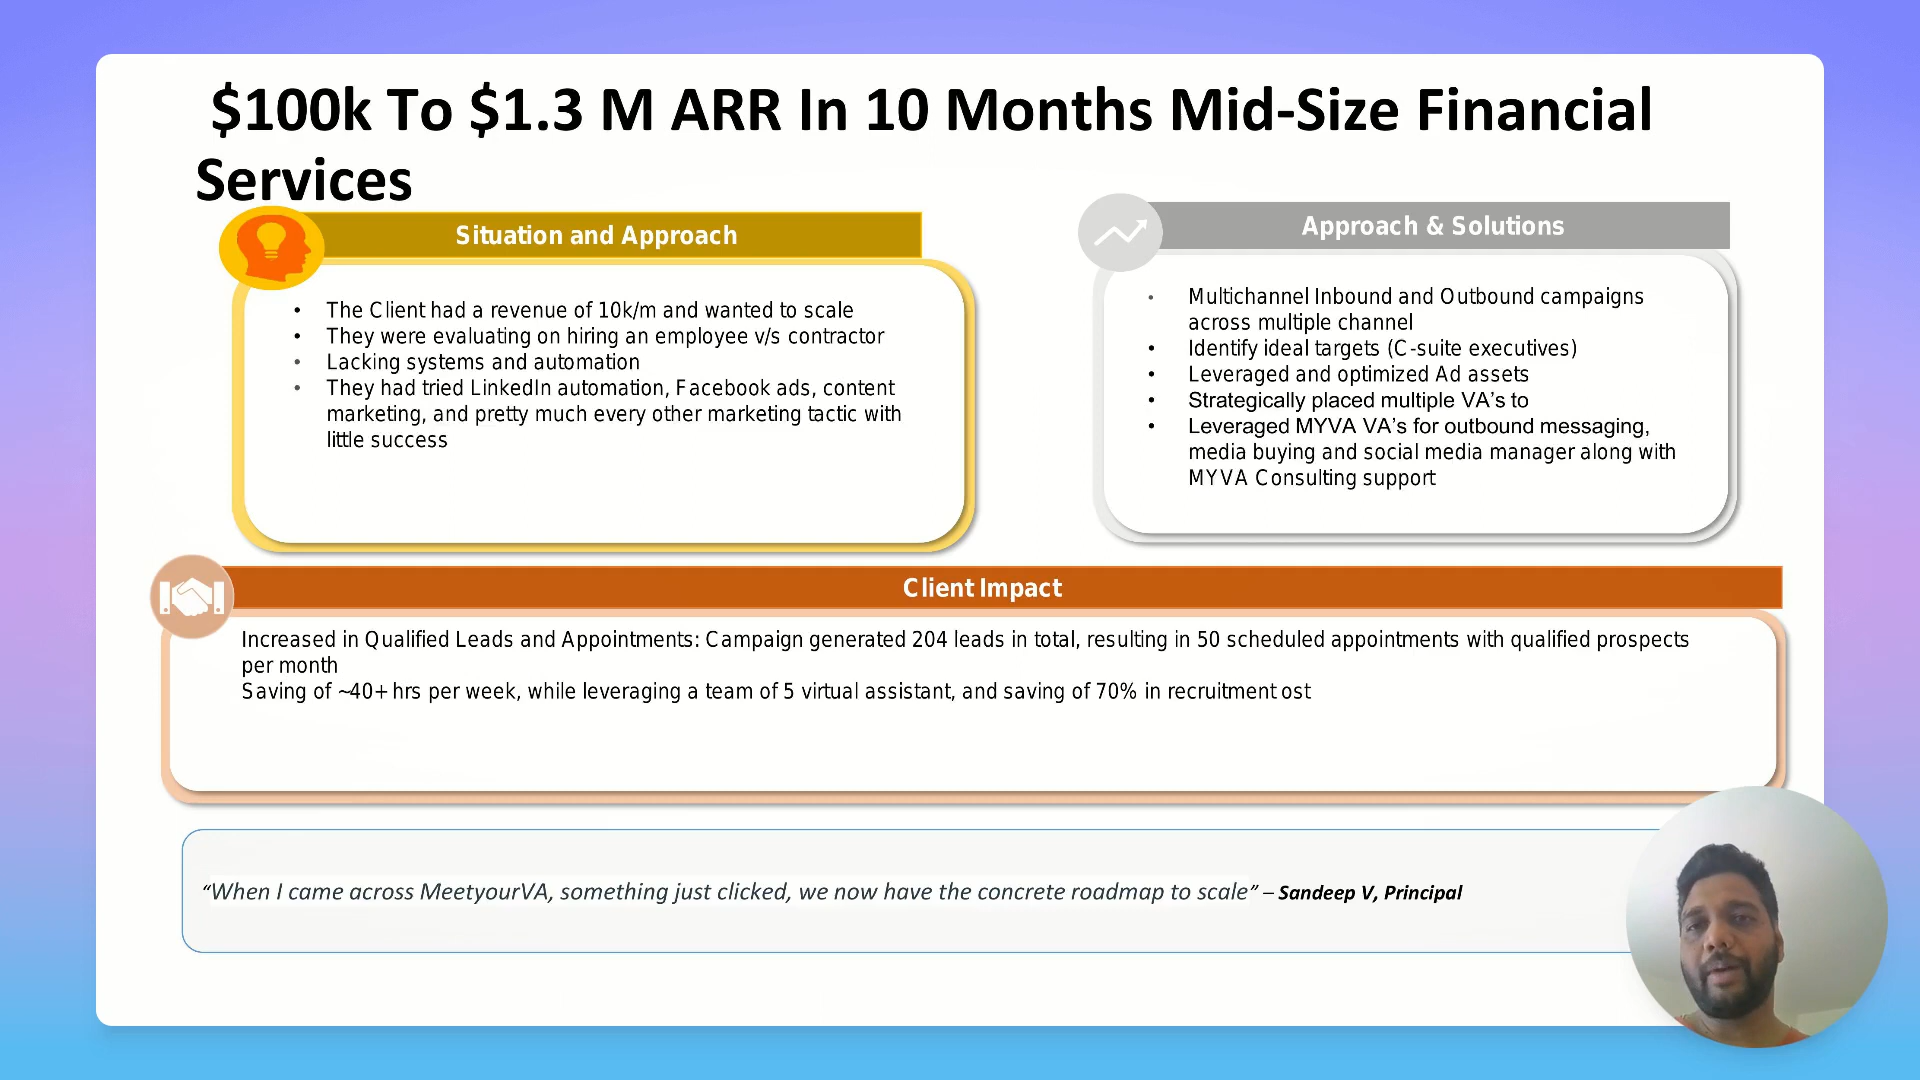 $100k To $1.3 M ARR In 10 Months Mid-Size Financial
Services
Situation and Approach
• The Client had a revenue of 10k/m and wanted to scale
• They were evaluating on hiring an employee v/s contractor
• Lacking systems and automation
• They had tried LinkedIn automation, Facebook ads, content
marketing, and pretty much every other marketing tactic with
little success
Approach & Solutions
• Multichannel Inbound and Outbound campaigns
across multiple channel
• Identify ideal targets (C-suite executives)
• Leveraged and optimized Ad assets
• Strategically placed multiple VA’s to
• Leveraged MYVA VA’s for outbound messaging,
media buying and social media manager along with
MYVA Consulting support
Client Impact
Increased in Qualified Leads and Appointments: Campaign generated 204 leads in total, resulting in 50 scheduled appointments with qualified prospects
per month
Saving of ~40+ hrs per week, while leveraging a team of 5 virtual assistant, and saving of 70% in recruitment ost
“When I came across MeetyourVA, something just clicked, we now have the concrete roadmap to scale” – Sandeep V, Principal